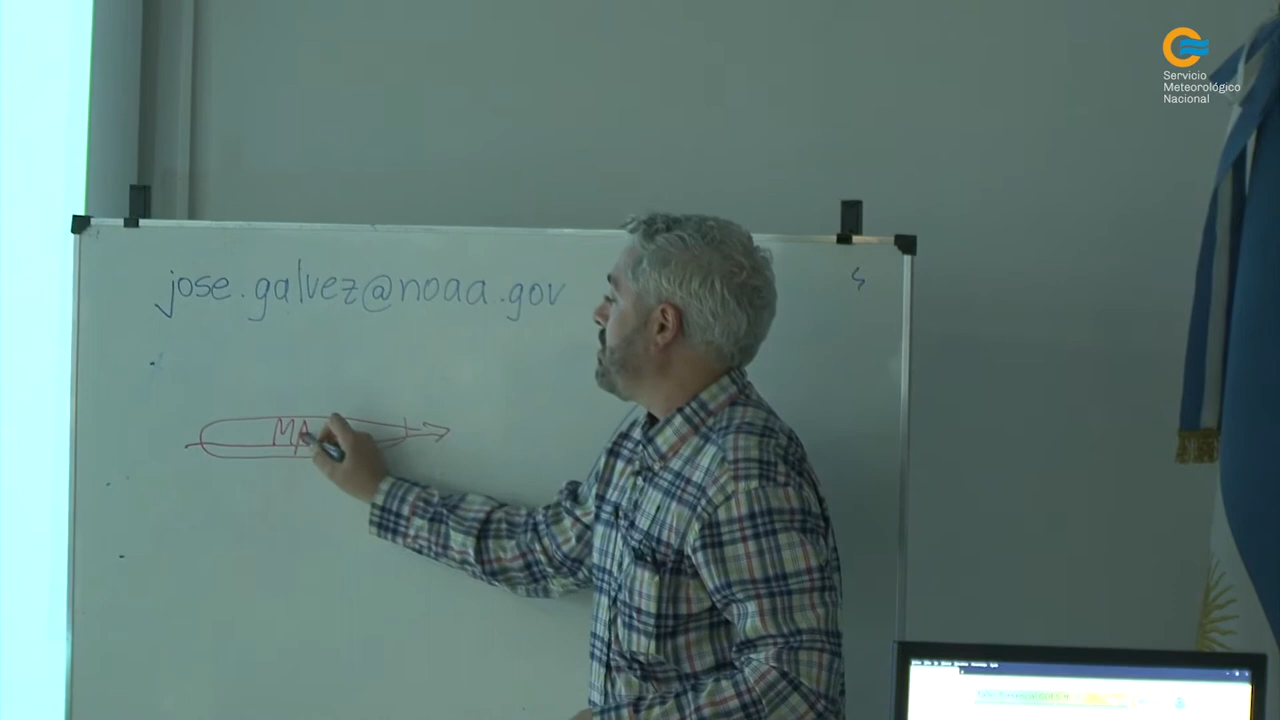 Servicio
Meteorológico
Nacional
jose.galvez@noaa.gov
MA